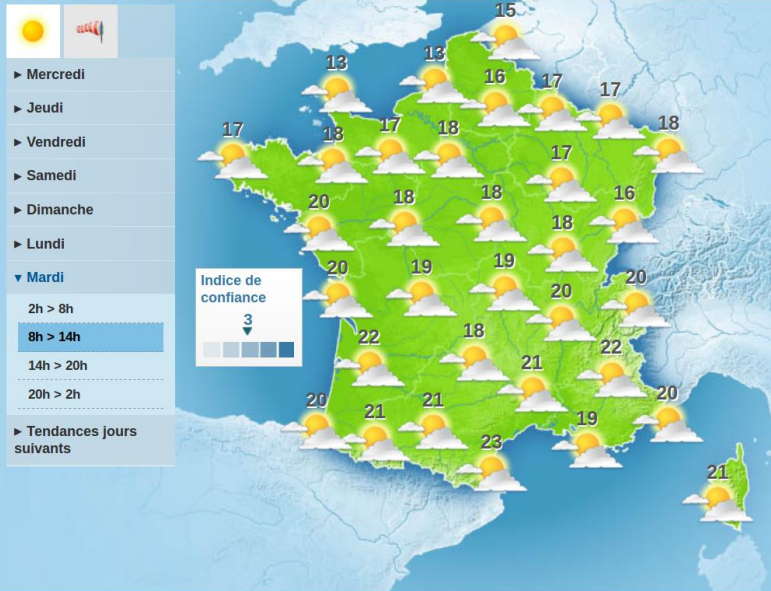 15
13
13
16
17
17
▸ Mercredi
▸ Jeudi
▸ Vendredi
▸ Samedi
▸ Dimanche
▸ Lundi
▾ Mardi
2h > 8h
8h > 14h
14h > 20h
20h > 2h
▸ Tendances jours
suivants
17
18
17
18
17
18
20
18
18
18
16
Indice de
confiance
3
20
19
19
20
20
22
18
21
22
20
21
21
23
19
20
21